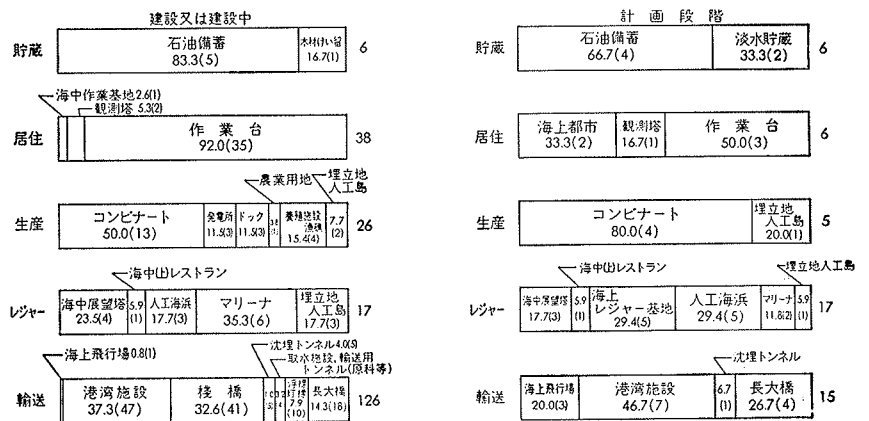 建設又は建設中
貯蔵
石油備蓄
83.3(5)
木材けい留
16.7(1)
6
海中作業基地2.6(1)
観測塔 5.3(2)
居住
作業台
92.0(35)
38
農業用地
埋立地
人工島
生産
コンビナート
50.0(13)
発電所
11.5(3)
ドック
11.5(3)
養殖施設
漁礁
15.4(4)
7.7
(2)
26
海中(上)レストラン
レジャー
海中展望塔
23.5(4)
5.9
(1)
人工海浜
17.7(3)
マリーナ
35.3(6)
埋立地
人工島
17.7(3)
17
海上飛行場0.8(1)
沈埋トンネル4.0(5)
取水施設,輸送用
トンネル(原料等)
輸送
港湾施設
37.3(47)
桟橋
32.6(41)
7.9
(10)
長大橋
14.3(18)
126
計画段階
貯蔵
石油備蓄
66.7(4)
淡水貯蔵
33.3(2)
6
居住
海上都市
33.3(2)
観測塔
16.7(1)
作業台
50.0(3)
6
生産
コンビナート
80.0(4)
埋立地
人工島
20.0(1)
5
海中(上)レストラン
埋立地人工島
レジャー
海中展望塔
17.7(3)
5.9
(1)
海上
レジャー基地
29.4(5)
人工海浜
29.4(5)
マリーナ
11.8(2)
5.9
(1)
17
沈埋トンネル
輸送
海上飛行場
20.0(3)
港湾施設
46.7(7)
6.7
(1)
長大橋
26.7(4)
15